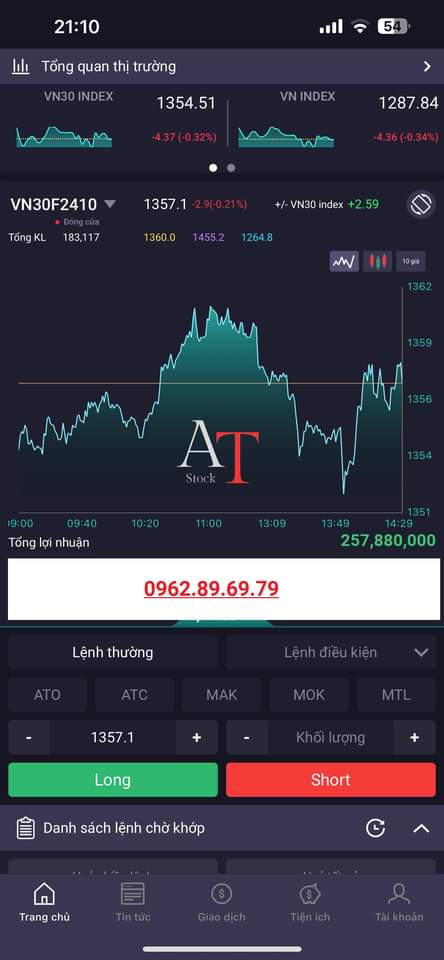 21:10
54
Tổng quan thị trường
VN30 INDEX 1354.51
-4.37 (-0.32%)
VN INDEX 1287.84
-4.36 (-0.34%)
VN30F2410 1357.1 -2.9(-0.21%) +/- VN30 index +2.59
Đóng cửa
Tổng KL 183,117 1360.0 1455.2 1264.8
10 giá
1362
1359
1356
1354
1351
AT
Stock
09:00 09:40 10:20 11:00 13:09 13:49 14:29
Tổng lợi nhuận 257,880,000
0962.89.69.79
Lệnh thường Lệnh điều kiện
ATO ATC MAK MOK MTL
- 1357.1 + - Khối lượng +
Long Short
Danh sách lệnh chờ khớp
Trang chủ Tin tức Giao dịch Tiện ích Tài khoản